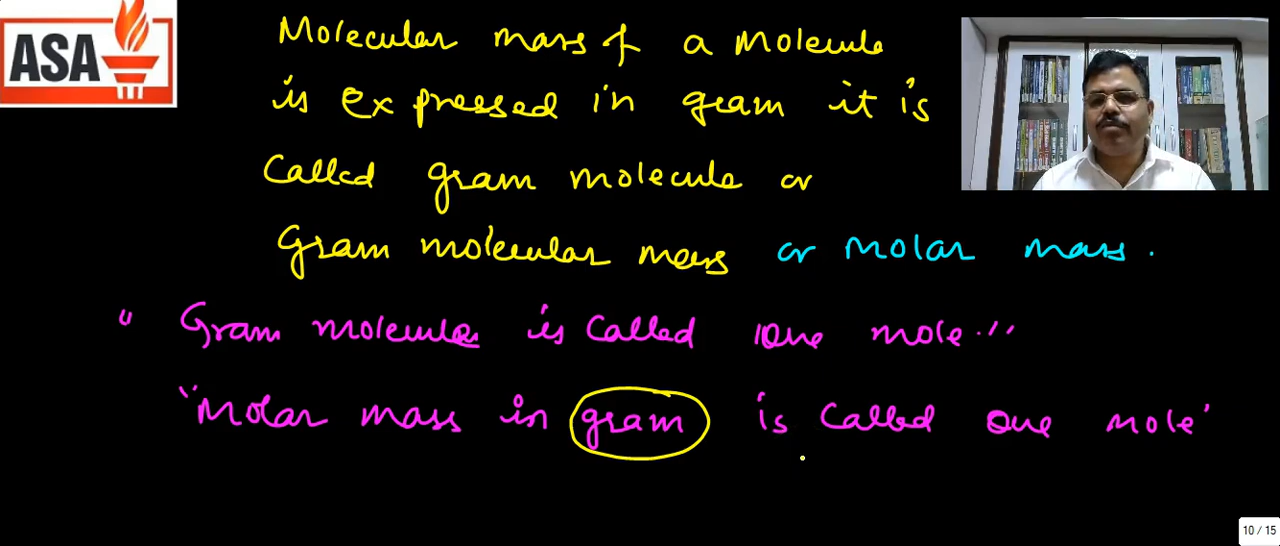 ASA
Molecular mass of a molecule
is expressed in gram it is
called gram molecule or
Gram molecular mass or molar mass.
" Gram molecule is called one mole."
"Molar mass in gram is called one mole"
10 / 15